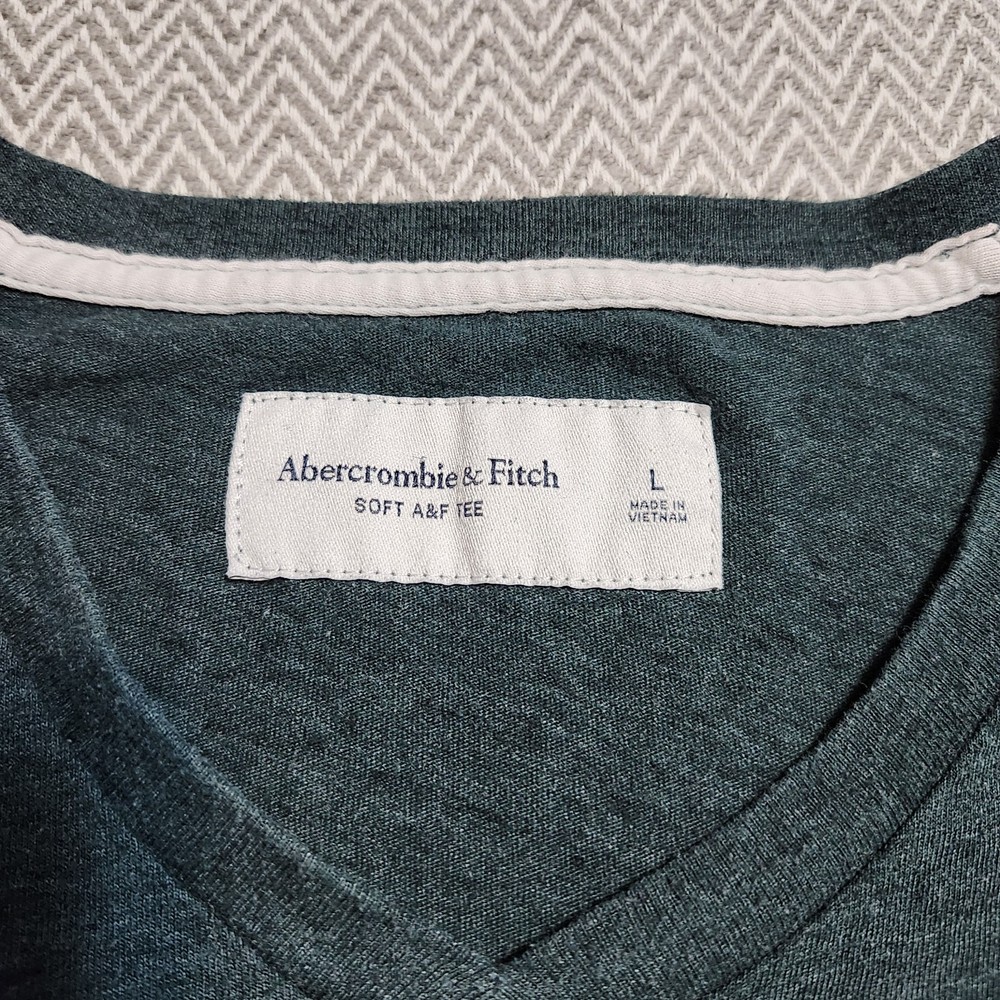 Abercrombie & Fitch
SOFT A&F TEE
L
MADE IN
VIETNAM